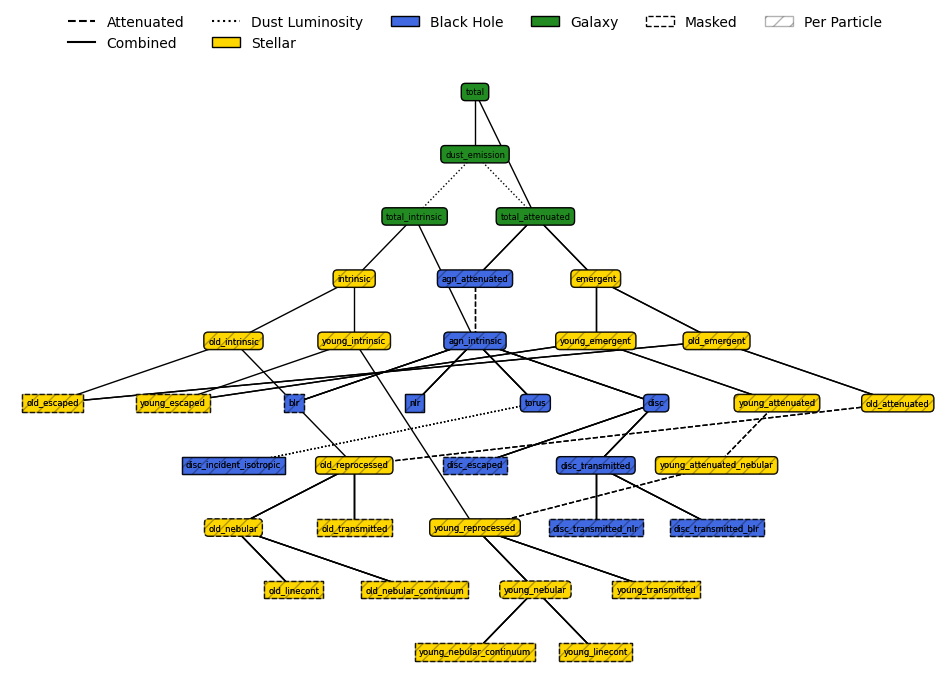 Attenuated Dust Luminosity Black Hole Galaxy Masked Per Particle
Combined Stellar
total
dust_emission
total_intrinsic total_attenuated
intrinsic agn_attenuated emergent
old_intrinsic young_intrinsic agn_intrinsic young_emergent old_emergent
old_escaped young_escaped blr nlr torus disc young_attenuated old_attenuated
disc_incident_isotropic old_reprocessed disc_escaped disc_transmitted young_attenuated_nebular
old_nebular old_transmitted young_reprocessed disc_transmitted_nlr disc_transmitted_blr
old_linecont old_nebular_continuum young_nebular young_transmitted
young_nebular_continuum young_linecont